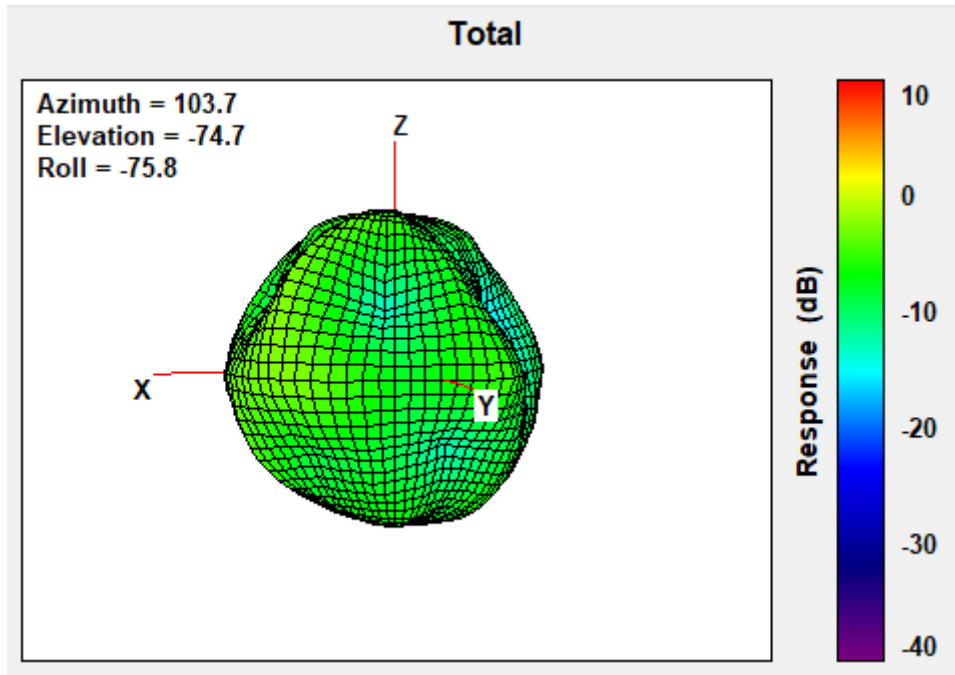 Total
Azimuth = 103.7
Elevation = -74.7
Roll = -75.8
Z
X
Y
10
0
-10
-20
-30
-40
Response (dB)